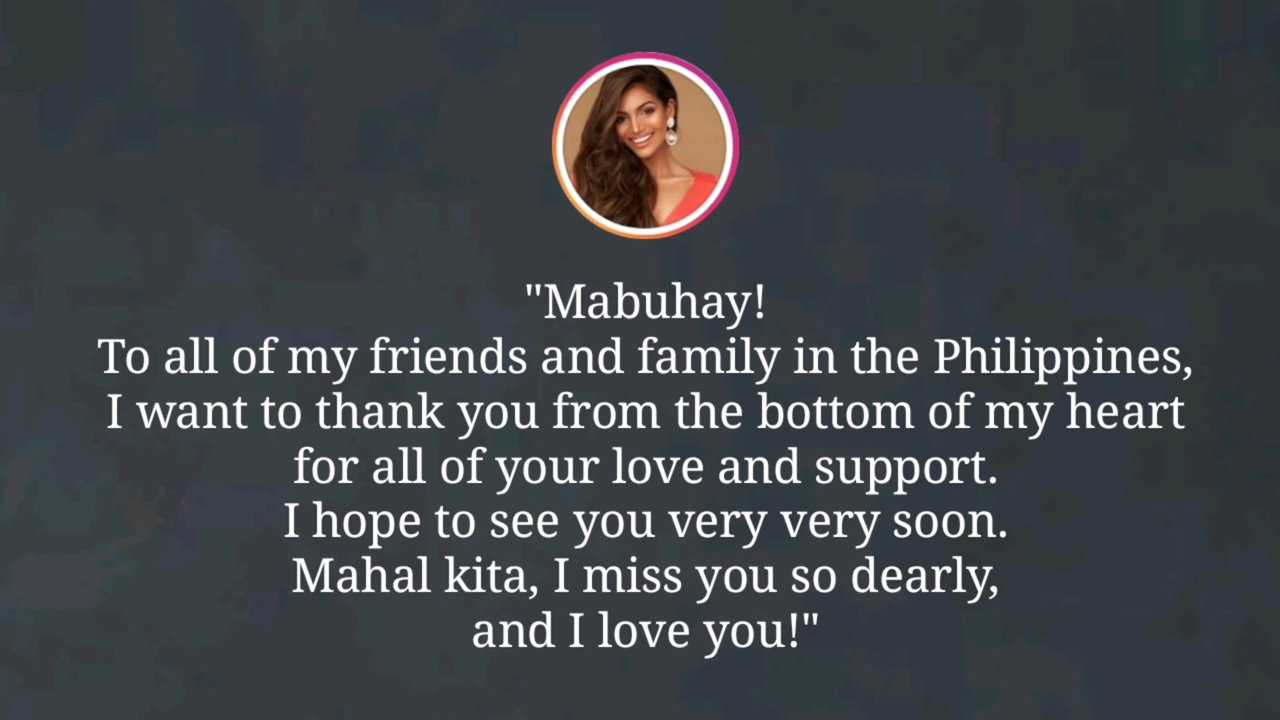 "Mabuhay!
To all of my friends and family in the Philippines,
I want to thank you from the bottom of my heart
for all of your love and support.
I hope to see you very very soon.
Mahal kita, I miss you so dearly,
and I love you!"